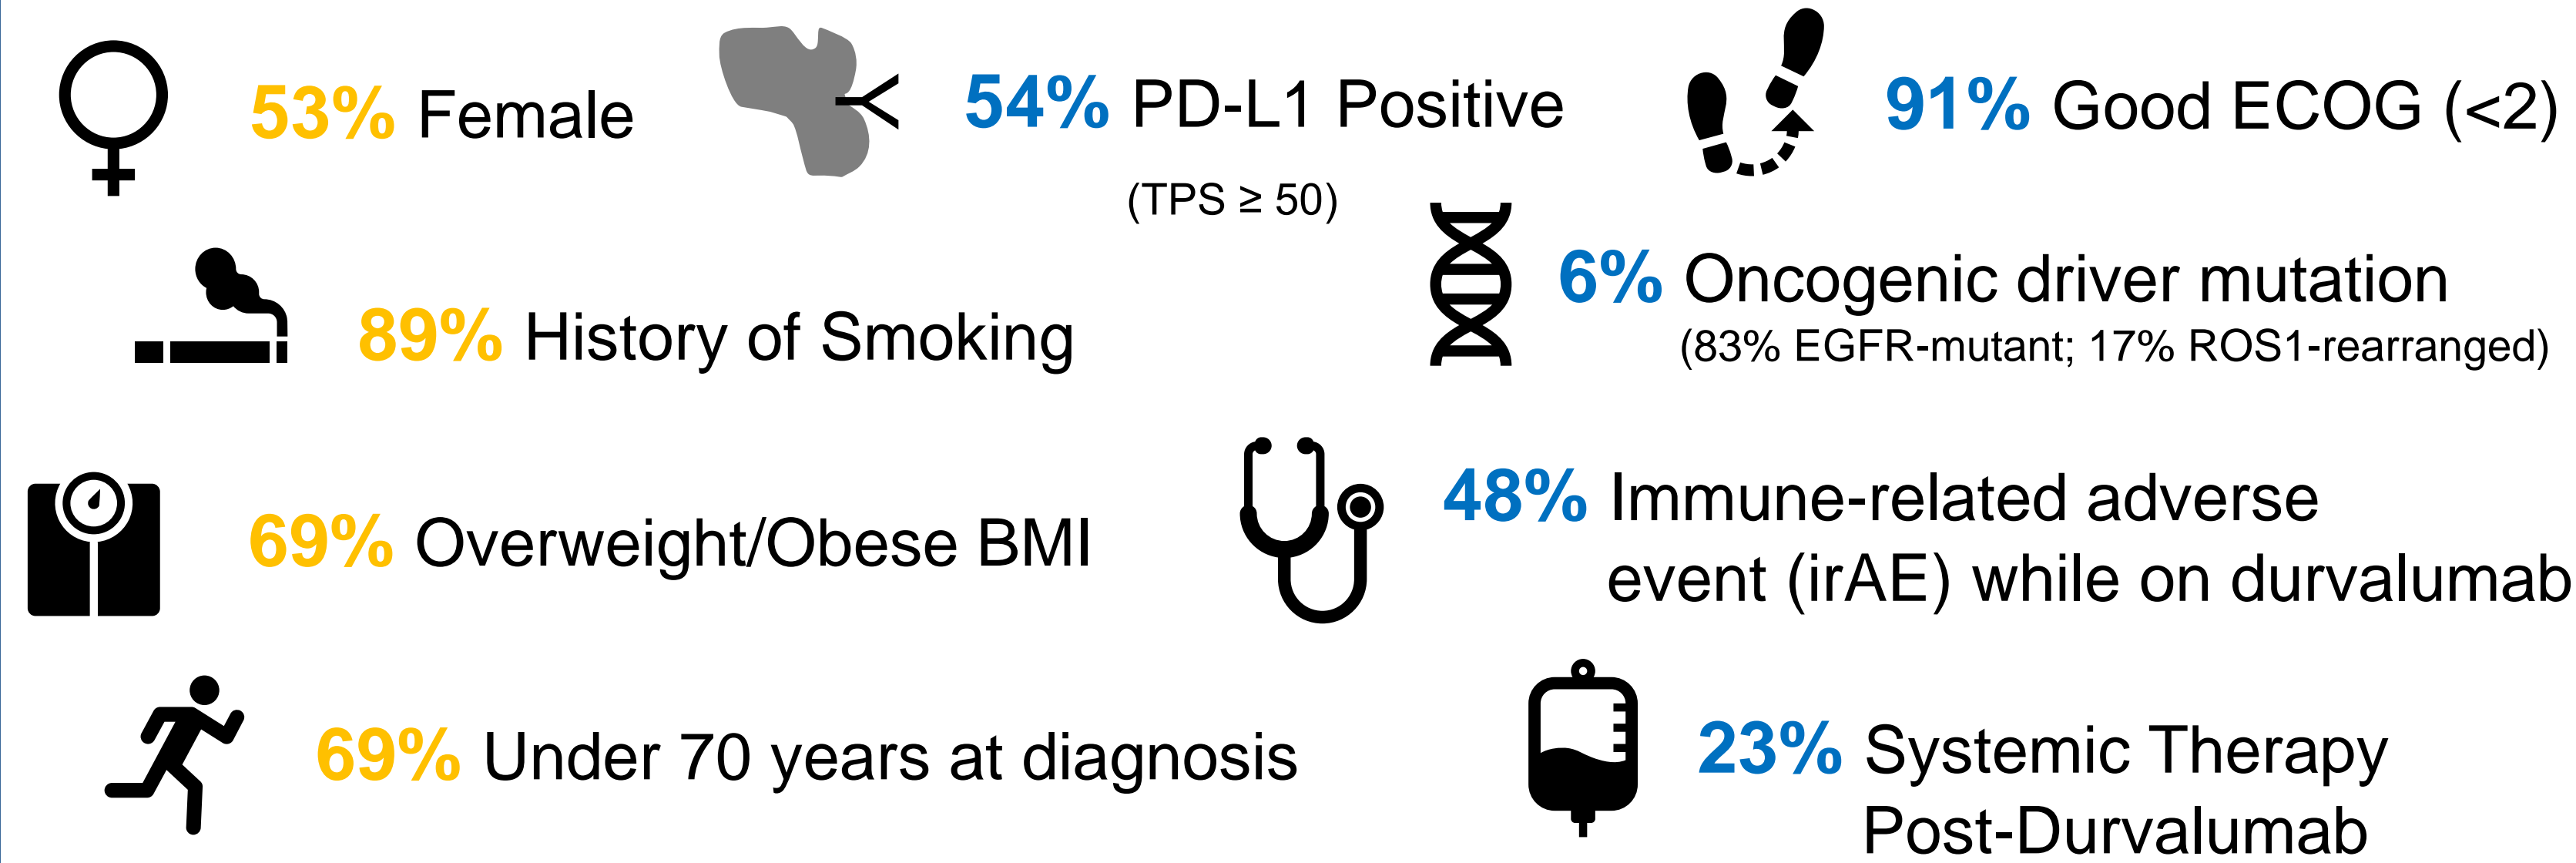 53% Female
54% PD-L1 Positive
(TPS ≥ 50)
91% Good ECOG (<2)
89% History of Smoking
6% Oncogenic driver mutation
(83% EGFR-mutant; 17% ROS1-rearranged)
69% Overweight/Obese BMI
48% Immune-related adverse
event (irAE) while on durvalumab
69% Under 70 years at diagnosis
23% Systemic Therapy
Post-Durvalumab